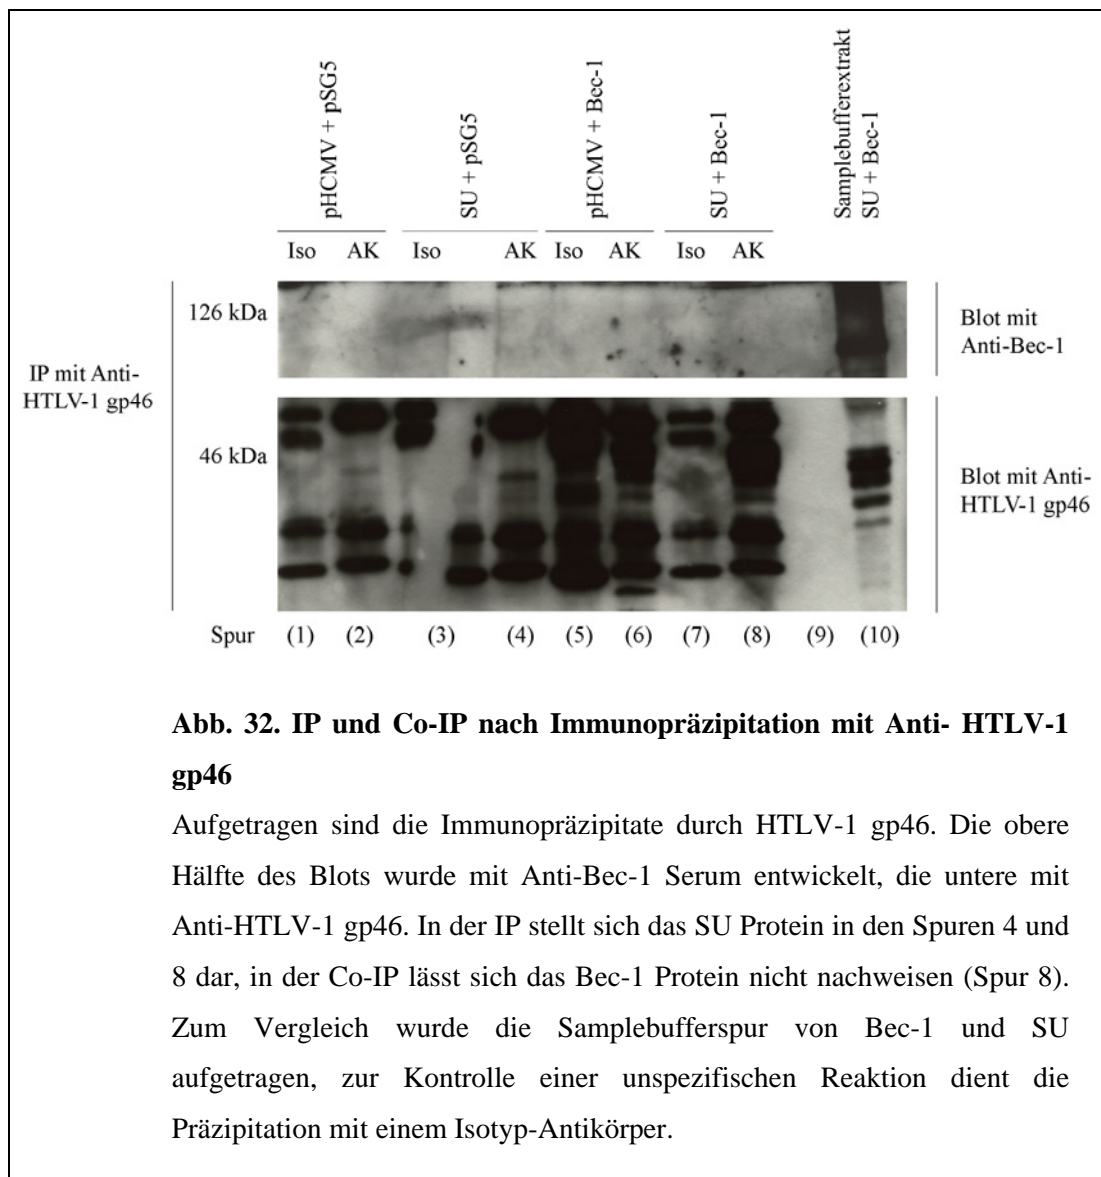 pHCMV + pSG5
SU + pSG5
pHCMV + Bec-1
SU + Bec-1
Samplebufferextrakt
SU + Bec-1
Iso AK Iso AK Iso AK Iso AK
126 kDa
Blot mit
Anti-Bec-1
IP mit Anti-
HTLV-1 gp46
46 kDa
Blot mit Anti-
HTLV-1 gp46
Spur (1) (2) (3) (4) (5) (6) (7) (8) (9) (10)
Abb. 32. IP und Co-IP nach Immunopräzipitation mit Anti- HTLV-1
gp46
Aufgetragen sind die Immunopräzipitate durch HTLV-1 gp46. Die obere
Hälfte des Blots wurde mit Anti-Bec-1 Serum entwickelt, die untere mit
Anti-HTLV-1 gp46. In der IP stellt sich das SU Protein in den Spuren 4 und
8 dar, in der Co-IP lässt sich das Bec-1 Protein nicht nachweisen (Spur 8).
Zum Vergleich wurde die Samplebufferspur von Bec-1 und SU
aufgetragen, zur Kontrolle einer unspezifischen Reaktion dient die
Präzipitation mit einem Isotyp-Antikörper.